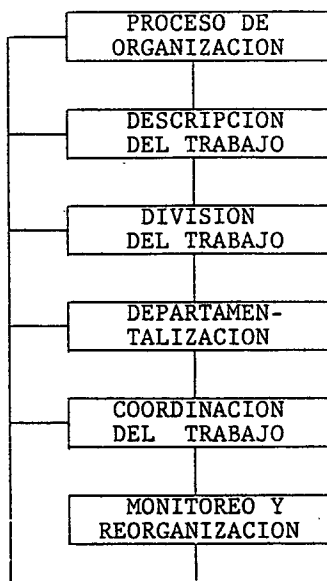 PROCESO DE
ORGANIZACION
DESCRIPCION
DEL TRABAJO
DIVISION
DEL TRABAJO
DEPARTAMEN-
TALIZACION
COORDINACION
DEL TRABAJO
MONITOREO Y
REORGANIZACION